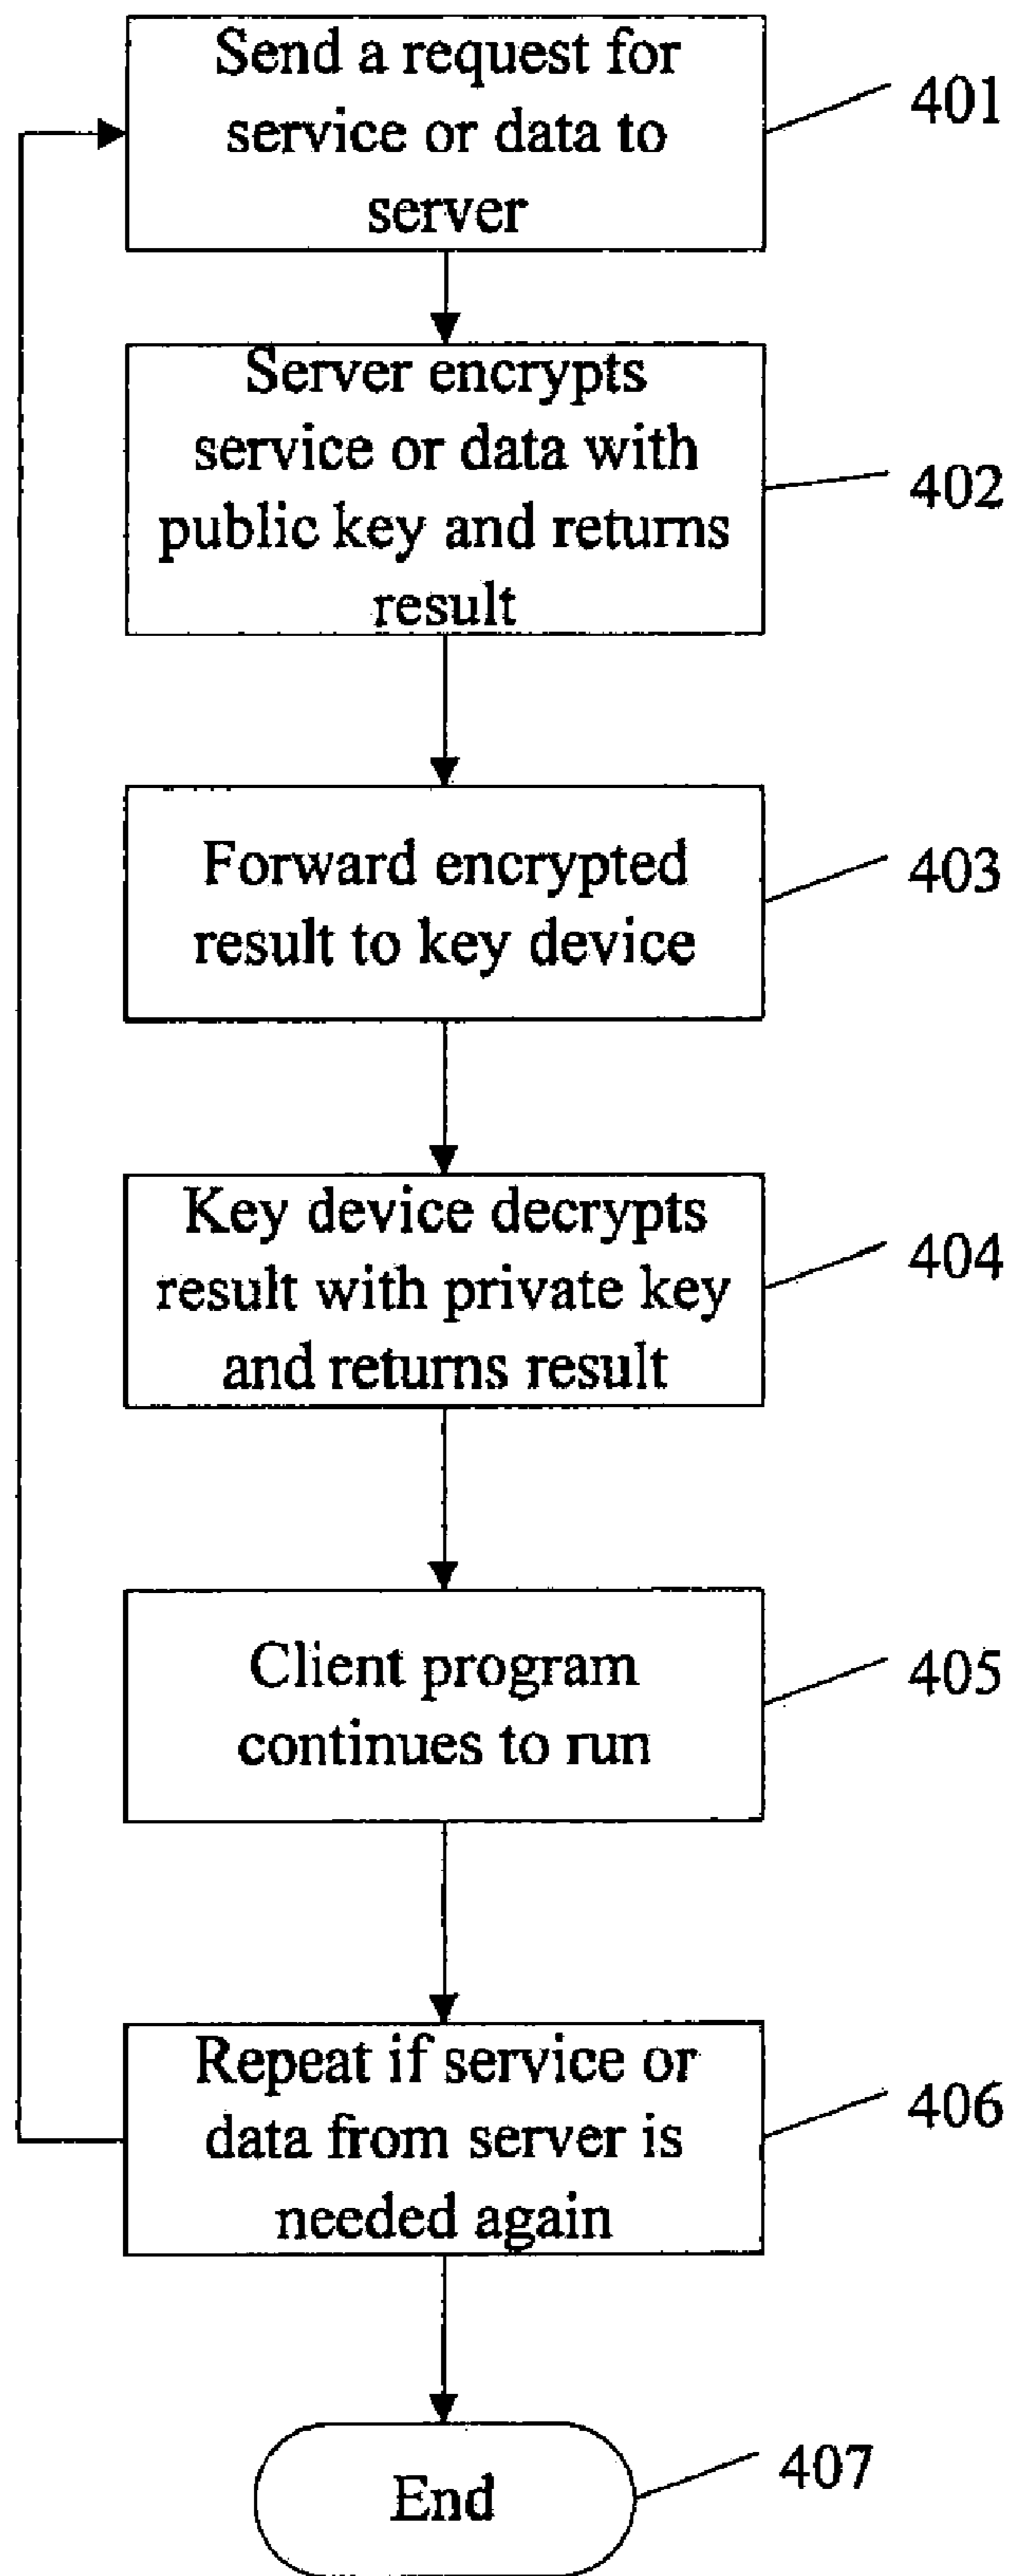 Send a request for
service or data to
server
401
Server encrypts
service or data with
public key and returns
result
402
Forward encrypted
result to key device
403
Key device decrypts
result with private key
and returns result
404
Client program
continues to run
405
Repeat if service or
data from server is
needed again
406
End
407